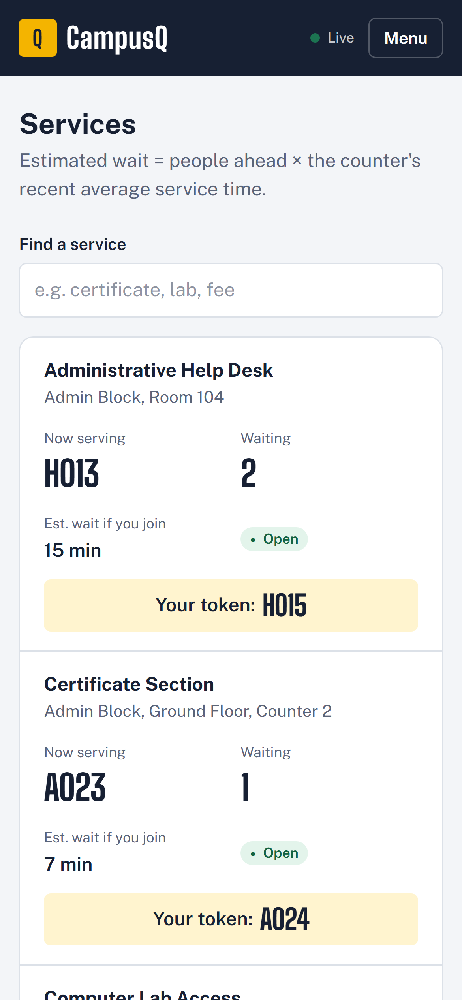 Q CampusQ
Live
Menu
Services
Estimated wait = people ahead × the counter's
recent average service time.
Find a service
e.g. certificate, lab, fee
Administrative Help Desk
Admin Block, Room 104
Now serving
Waiting
H013
2
Est. wait if you join
Open
15 min
Your token: H015
Certificate Section
Admin Block, Ground Floor, Counter 2
Now serving
Waiting
A023
1
Est. wait if you join
Open
7 min
Your token: A024
Computer Lab Access